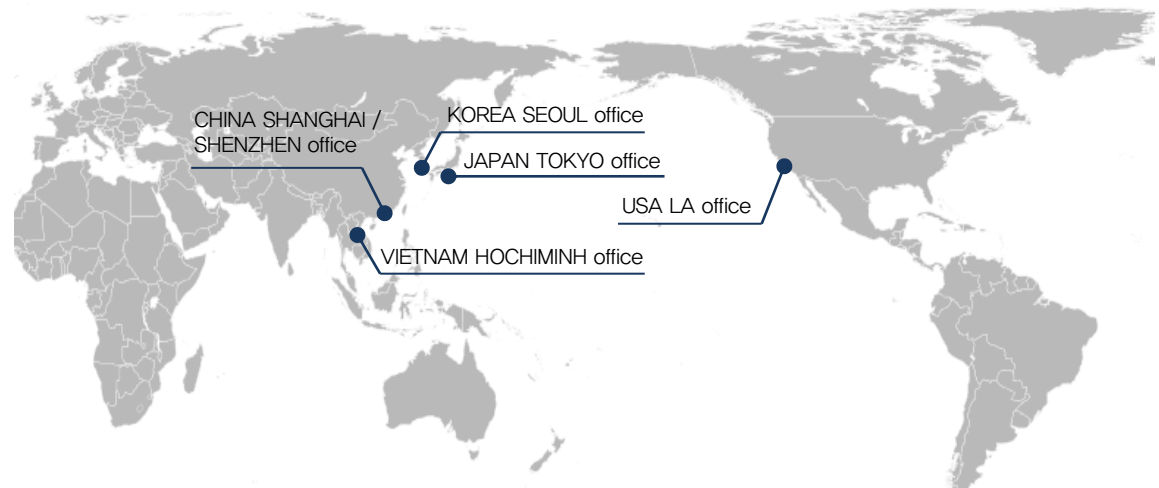 CHINA SHANGHAI /
SHENZHEN office
KOREA SEOUL office
JAPAN TOKYO office
USA LA office
VIETNAM HOCHIMINH office